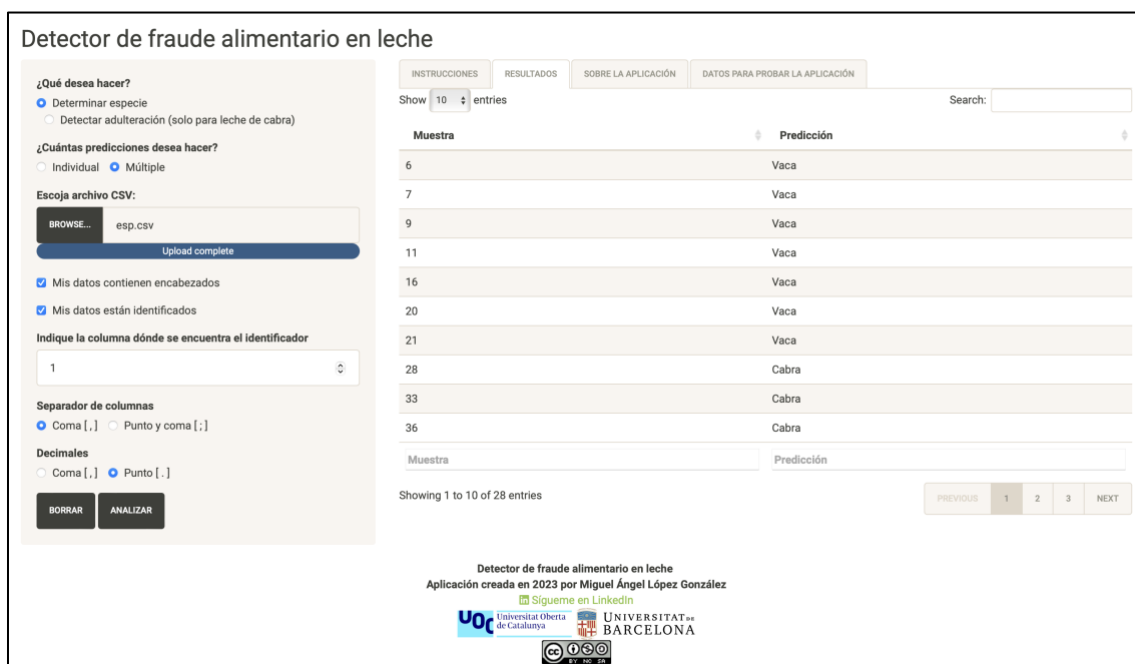 Detector de fraude alimentario en leche
¿Qué desea hacer?
Determinar especie
Detectar adulteración (solo para leche de cabra)
¿Cuántas predicciones desea hacer?
Individual Múltiple
Escoja archivo CSV:
BROWSE... esp.csv
Upload complete
Mis datos contienen encabezados
Mis datos están identificados
Indique la columna dónde se encuentra el identificador
1
Separador de columnas
Coma [ , ] Punto y coma [ ; ]
Decimales
Coma [ , ] Punto [ . ]
BORRAR ANALIZAR
INSTRUCCIONES RESULTADOS SOBRE LA APLICACIÓN DATOS PARA PROBAR LA APLICACIÓN
Show 10 entries Search:
Muestra Predicción
6 Vaca
7 Vaca
9 Vaca
11 Vaca
16 Vaca
20 Vaca
21 Vaca
28 Cabra
33 Cabra
36 Cabra
Muestra Predicción
Showing 1 to 10 of 28 entries PREVIOUS 1 2 3 NEXT
Detector de fraude alimentario en leche
Aplicación creada en 2023 por Miguel Ángel López González
in Sígueme en LinkedIn
UOC Universitat Oberta de Catalunya UNIVERSITAT DE BARCELONA
cc BY NC SA